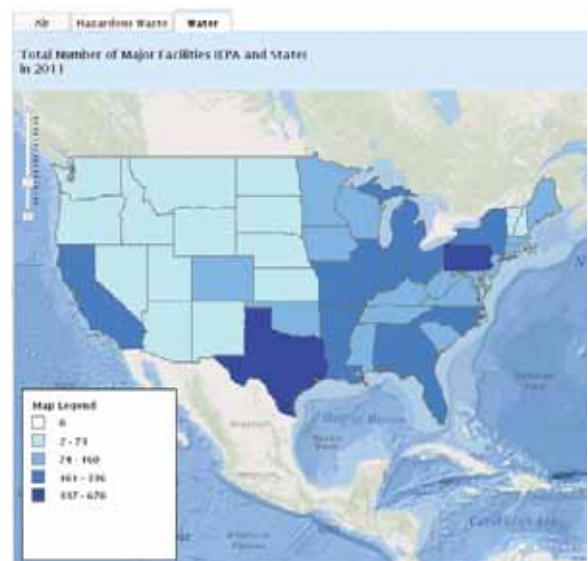 Air
Hazardous Waste
Water
Total Number of Major Facilities (EPA and State)
in 2011
Map Legend
0
2 - 73
74 - 160
161 - 336
337 - 676
Gulf of Mexico